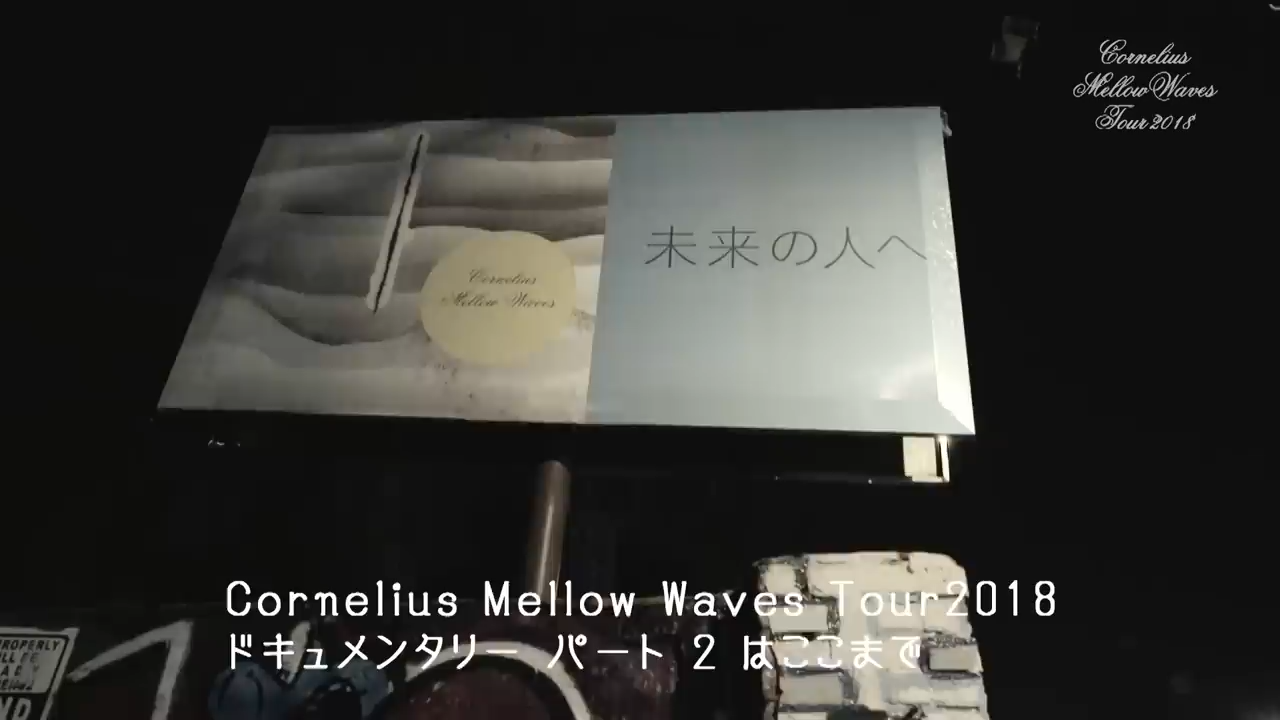 Cornelius
Mellow Waves
Tour 2018
未来の人へ
Cornelius
Mellow Waves
Cornelius Mellow Waves Tour2018
ドキュメンタリー パート 2 はここまで
PROPERLY